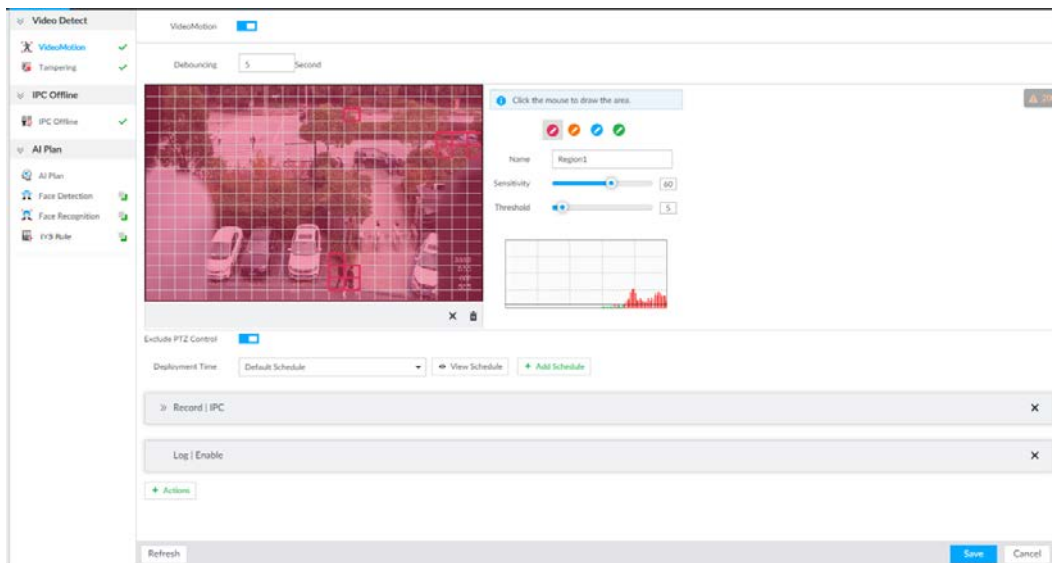 Video Detect
VideoMotion
Tampering
IPC Offline
IPC Offline
AI Plan
AI Plan
Face Detection
Face Recognition
IVS Rule
VideoMotion
Debouncing 5 Second
Click the mouse to draw the area.
Name Region1
Sensitivity 60
Threshold 5
20
Exclude PTZ Control
Deployment Time Default Schedule View Schedule + Add Schedule
Record | IPC
Log | Enable
+ Actions
Refresh Save Cancel